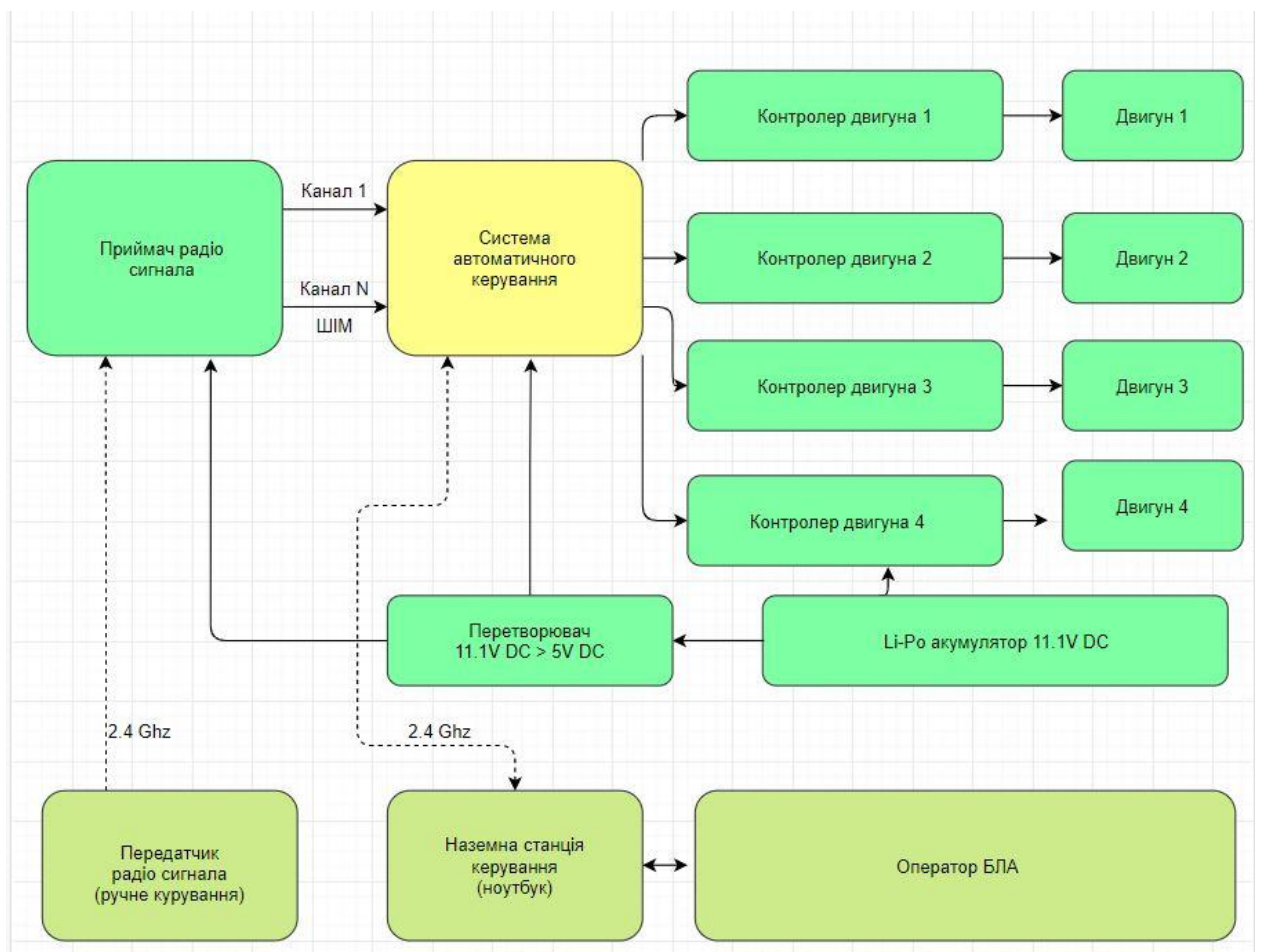 Контролер двигуна 1
Двигун 1
Канал 1
Приймач радіо
сигнала
Система
автоматичного
керування
Контролер двигуна 2
Двигун 2
Канал N
ШІМ
Контролер двигуна 3
Двигун 3
Контролер двигуна 4
Двигун 4
Перетворювач
11.1V DC > 5V DC
Li-Po акумулятор 11.1V DC
2.4 Ghz
2.4 Ghz
Передатчик
радіо сигнала
(ручне курування)
Наземна станція
керування
(ноутбук)
Оператор БЛА